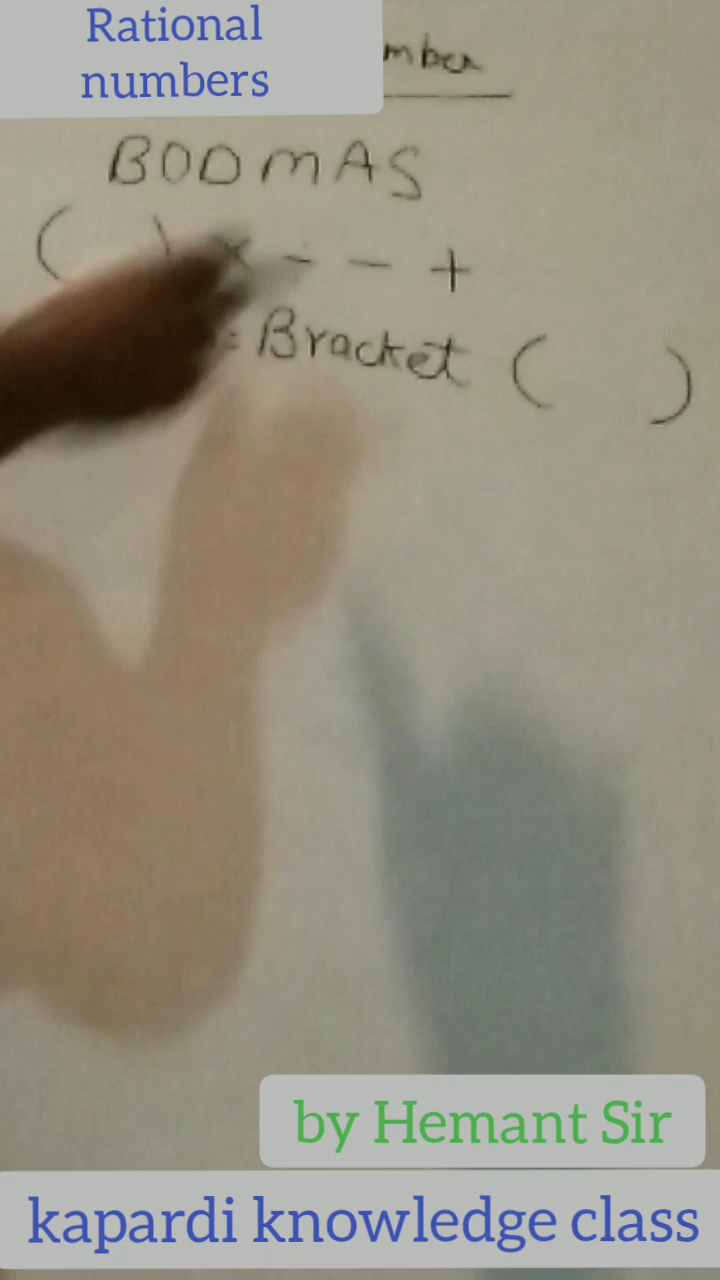 Rational
numbers
BODMAS
( ) × ÷ - +
= Bracket ( )
by Hemant Sir
kapardi knowledge class